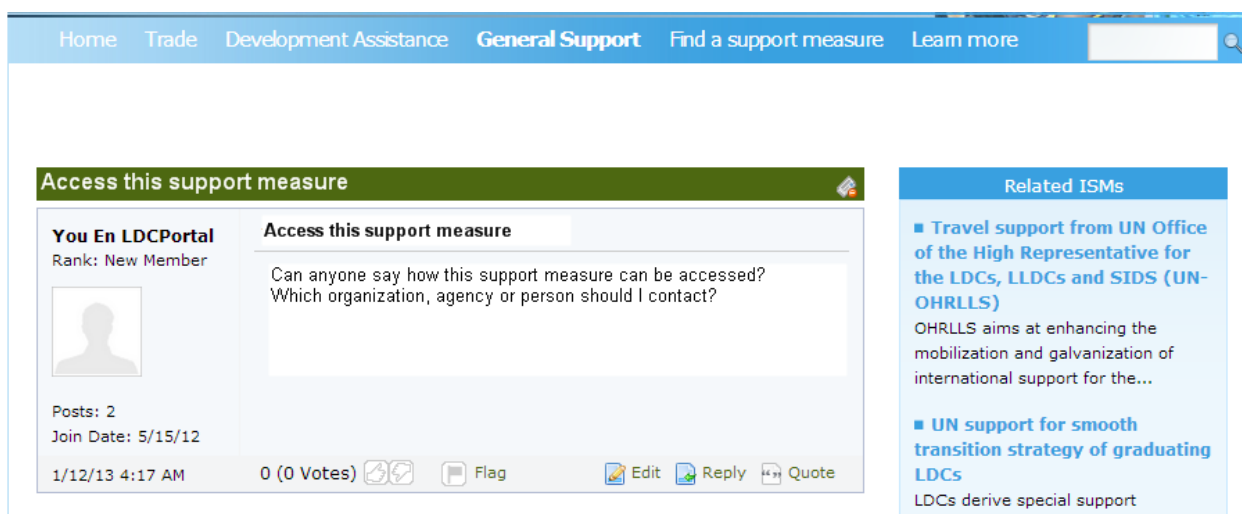 Home Trade Development Assistance General Support Find a support measure Learn more
Access this support measure
You En LDCPortal
Rank: New Member
Posts: 2
Join Date: 5/15/12
1/12/13 4:17 AM
Access this support measure
Can anyone say how this support measure can be accessed?
Which organization, agency or person should I contact?
0 (0 Votes) Flag Edit Reply Quote
Related ISMs
Travel support from UN Office
of the High Representative for
the LDCs, LLDCs and SIDS (UN-
OHRLLS)
OHRLLS aims at enhancing the
mobilization and galvanization of
international support for the...
UN support for smooth
transition strategy of graduating
LDCs
LDCs derive special support